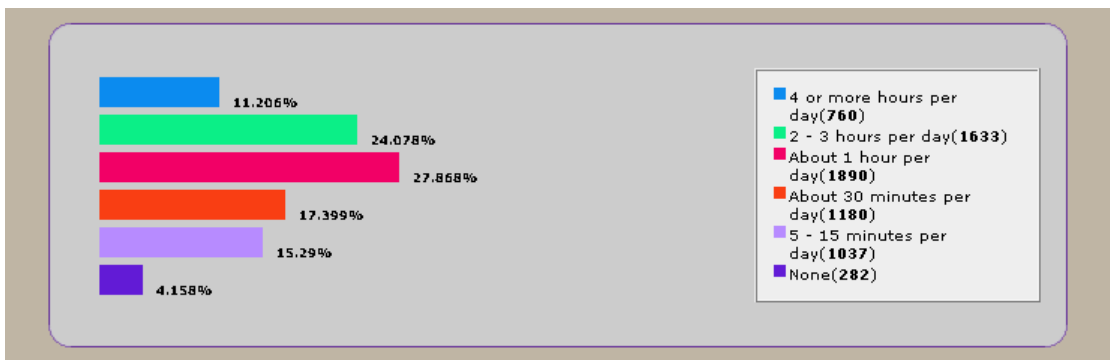 11.206%
24.078%
27.868%
17.399%
15.29%
4.158%
4 or more hours per
day(760)
2 - 3 hours per day(1633)
About 1 hour per
day(1890)
About 30 minutes per
day(1180)
5 - 15 minutes per
day(1037)
None(282)